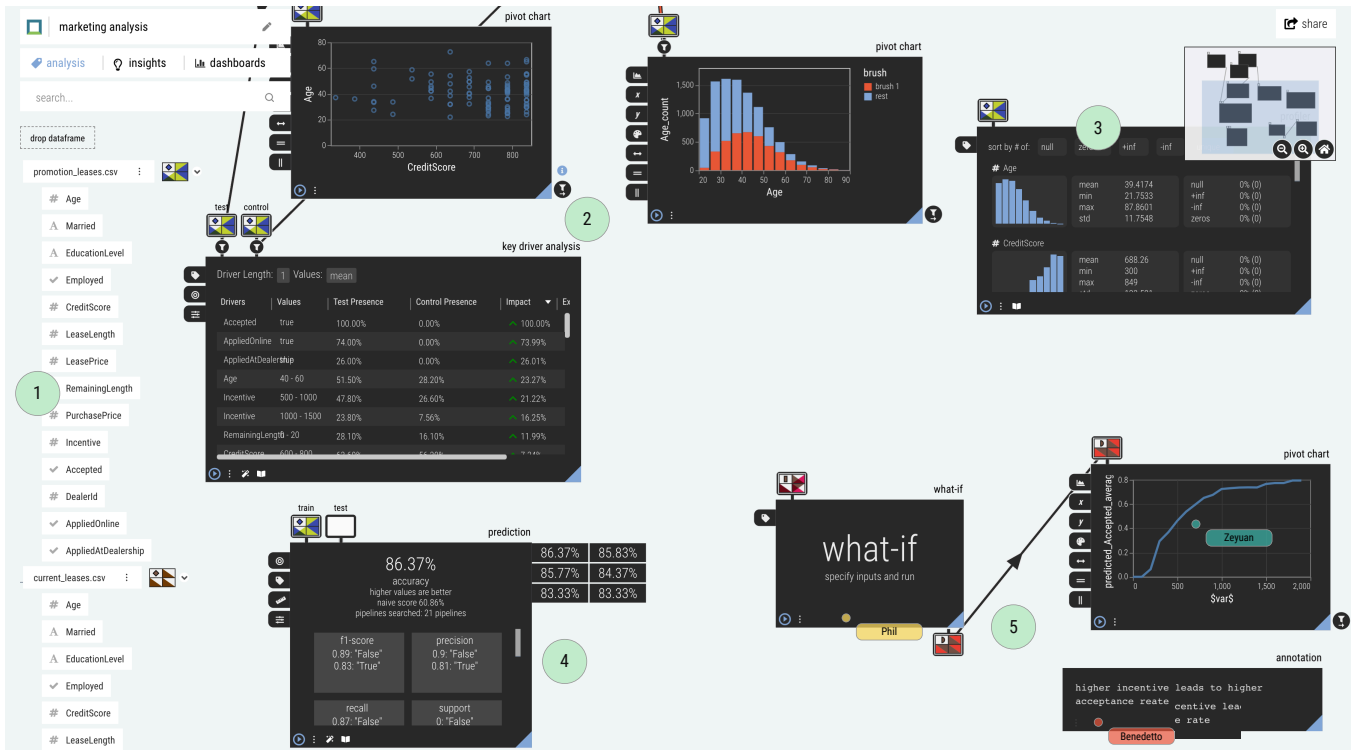 marketing analysis
analysis
insights
dashboards
search...
drop dataframe
promotion_leases.csv
# Age
A Married
A EducationLevel
Employed
# CreditScore
# LeaseLength
# LeasePrice
RemainingLength
1
# PurchasePrice
# Incentive
Accepted
# DealerId
AppliedOnline
AppliedAtDealership
current_leases.csv
# Age
A Married
A EducationLevel
Employed
# CreditScore
# LeaseLength
pivot chart
Age
80
60
40
20
0
400 500 600 700 800
CreditScore
2
test control
key driver analysis
Driver Length: 1 Values: mean
Drivers Values Test Presence Control Presence Impact Ex
Accepted true 100.00% 0.00% 100.00%
AppliedOnline true 74.00% 0.00% 73.99%
AppliedAtDealership 26.00% 0.00% 26.01%
Age 40 - 60 51.50% 28.20% 23.27%
Incentive 500 - 1000 47.80% 26.60% 21.22%
Incentive 1000 - 1500 23.80% 7.56% 16.25%
RemainingLength - 20 28.10% 16.10% 11.99%
CreditScore 600 - 800
train test
prediction
86.37%
accuracy
higher values are better
naive score 60.86%
pipelines searched: 21 pipelines
f1-score
0.89: "False"
0.83: "True"
precision
0.9: "False"
0.81: "True"
recall
0.87: "False"
support
0: "False"
86.37% 85.83%
85.77% 84.37%
83.33% 83.33%
4
pivot chart
x
y
Age_count
1,500
1,000
500
0
20 30 40 50 60 70 80 90
Age
brush
brush 1
rest
share
3
sort by # of: null +inf -inf
# Age
mean 39.4174 null 0% (0)
min 21.7533 +inf 0% (0)
max 87.8601 -inf 0% (0)
std 11.7548 zeros 0% (0)
# CreditScore
mean 688.26 null 0% (0)
min 300 +inf 0% (0)
max 849 -inf 0% (0)
what-if
what-if
specify inputs and run
Phil
5
pivot chart
x
y
predicted_Accepted_averag
0.8
0.6
0.4
0.2
0.0
0 500 1,000 1,500 2,000
$var$
Zeyuan
annotation
higher incentive leads to higher
acceptance reate
centive lea
e rate
Benedetto